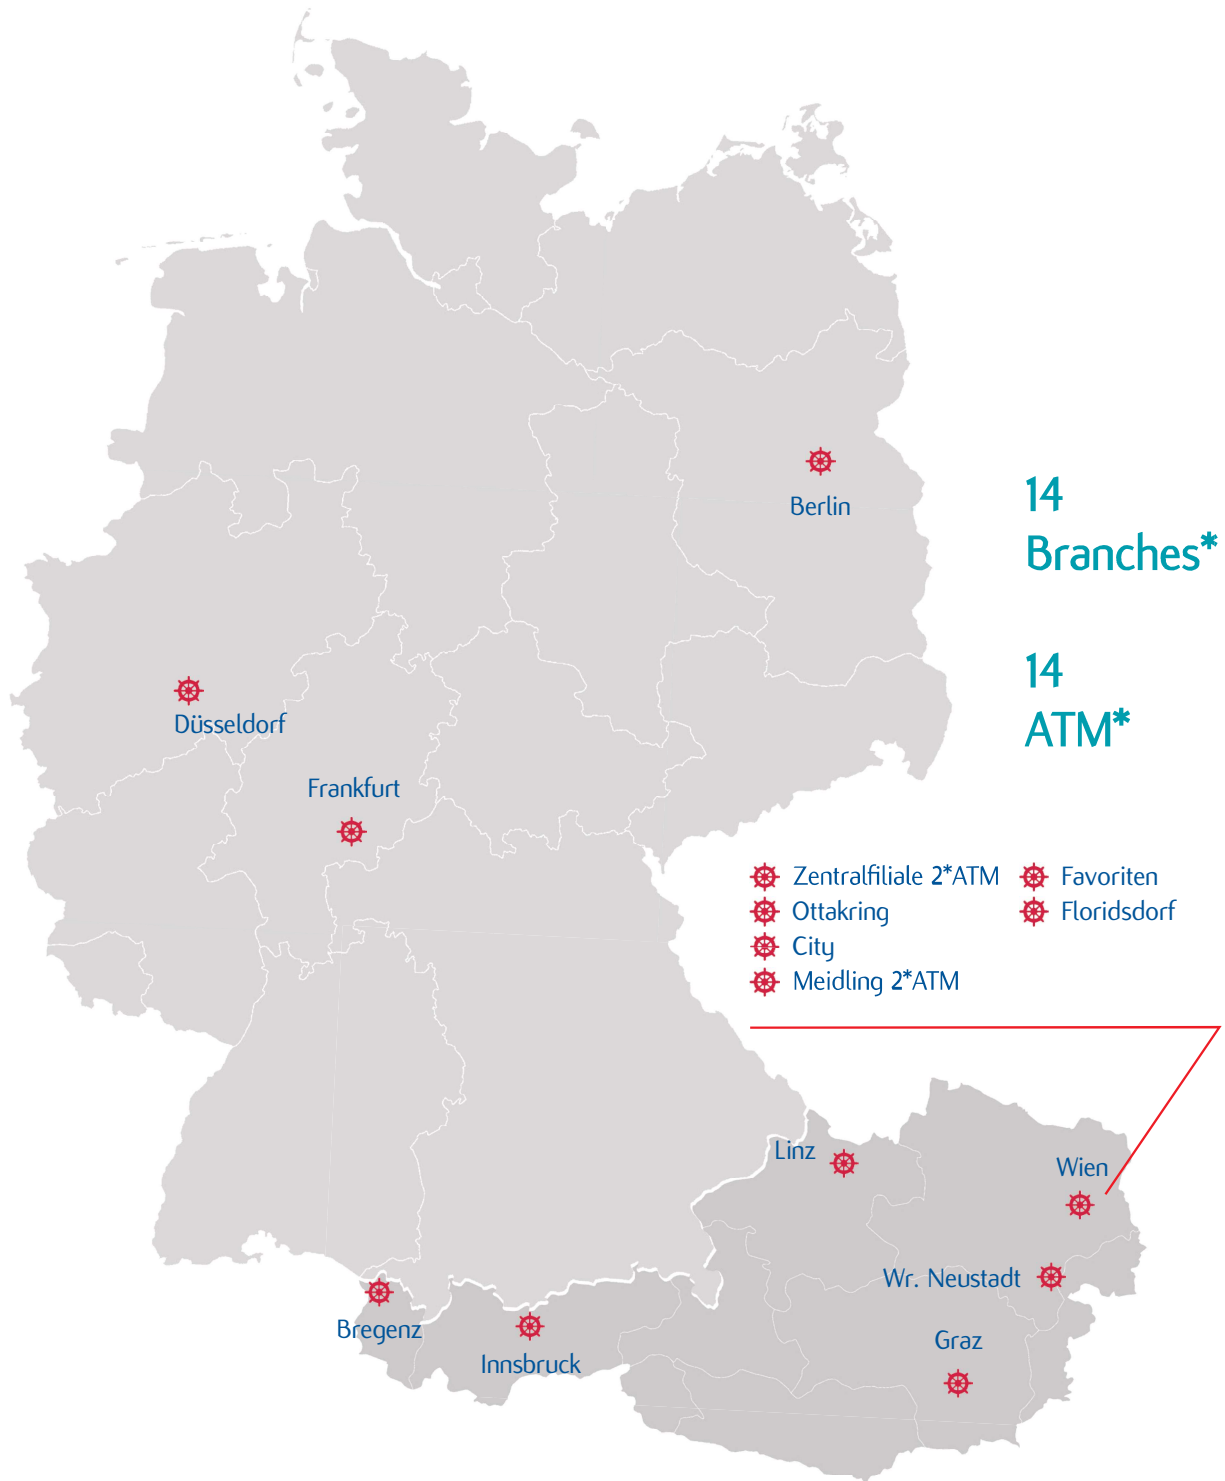 Berlin
14
Branches*
14
ATM*
Düsseldorf
Frankfurt
Zentralfiliale 2*ATM
Favoriten
Ottakring
Floridsdorf
City
Meidling 2*ATM
Linz
Wien
Wr. Neustadt
Bregenz
Innsbruck
Graz